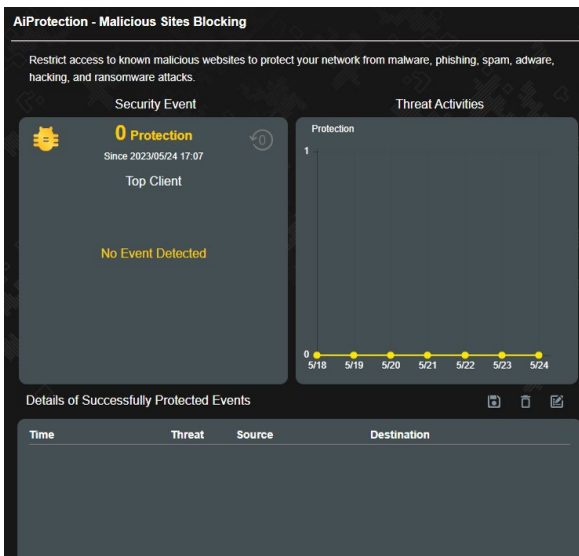 AiProtection - Malicious Sites Blocking
Restrict access to known malicious websites to protect your network from malware, phishing, spam, adware,
hacking, and ransomware attacks.
Security Event
Threat Activities
0 Protection
0
Since 2023/05/24 17:07
Top Client
No Event Detected
Protection
1
0
5/18 5/19 5/20 5/21 5/22 5/23 5/24
Details of Successfully Protected Events
Time Threat Source Destination